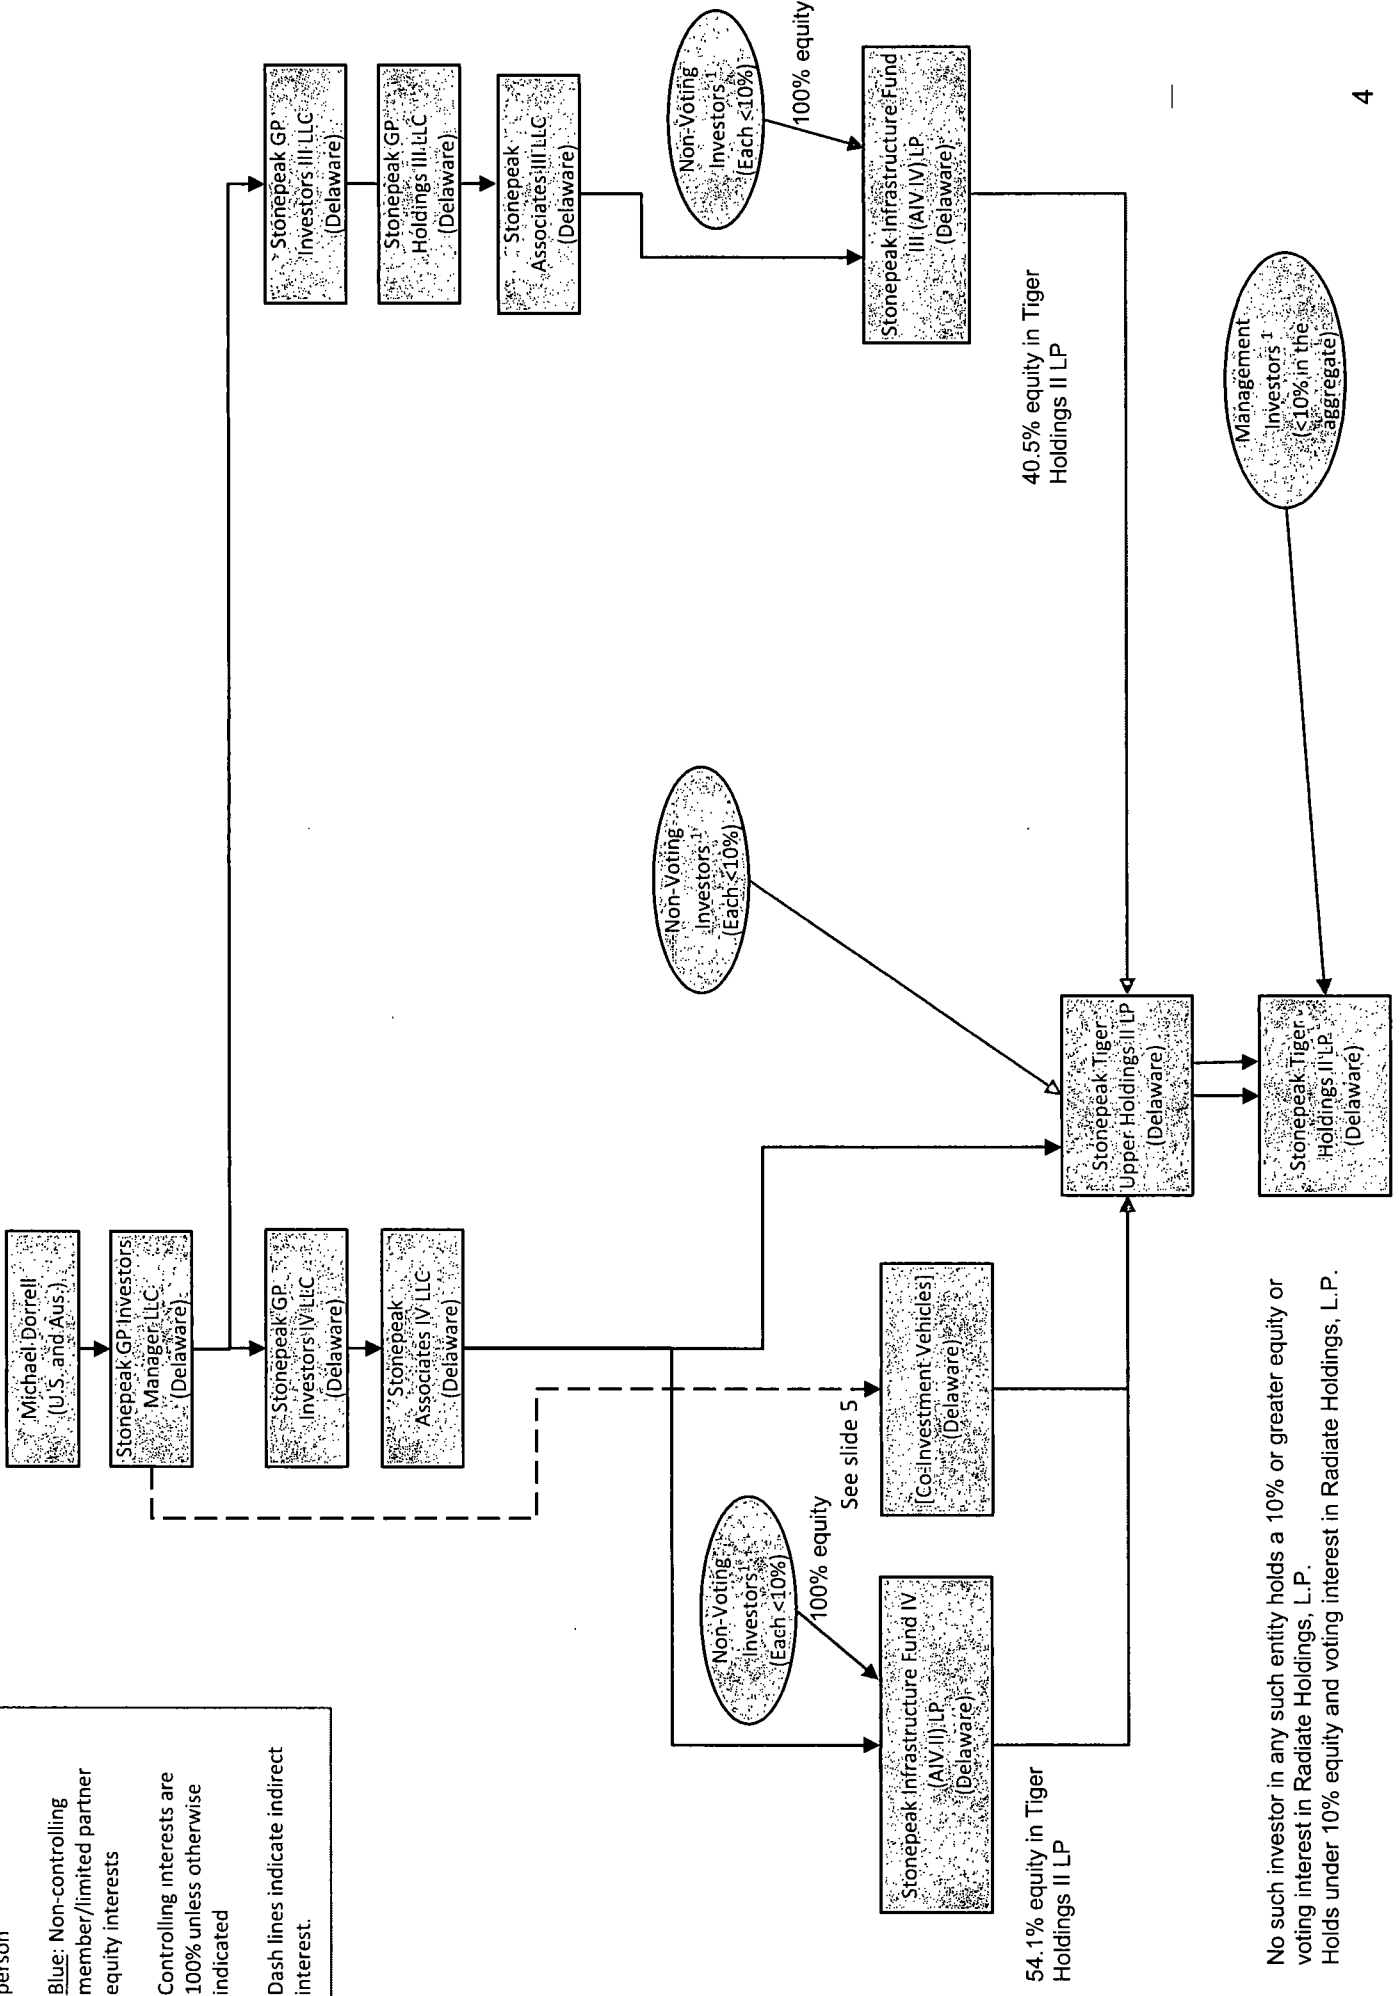 person
Blue: Non-controlling
member/limited partner
equity interests
Controlling interests are
100% unless otherwise
indicated
Dash lines indicate indirect
interest.
Michael Dorrell
(U.S. and Aus.)
Stonepeak GP Investors
Manager LLC
(Delaware)
Stonepeak GP
Investors IV LLC
(Delaware)
Stonepeak
Associates IV LLC
(Delaware)
Stonepeak GP
Investors III LLC
(Delaware)
Stonepeak GP
Holdings III LLC
(Delaware)
Stonepeak
Associates III LLC
(Delaware)
Non-Voting
Investors 1
(Each <10%)
100% equity
Non-Voting
Investors 1
(Each <10%)
Non-Voting
Investors 1
(Each <10%)
100% equity
See slide 5
Stonepeak Infrastructure Fund IV
(AIV II) LP
(Delaware)
[Co-Investment Vehicles]
(Delaware)
Stonepeak Infrastructure Fund
III (AIV IV) LP
(Delaware)
54.1% equity in Tiger
Holdings II LP
40.5% equity in Tiger
Holdings II LP
Stonepeak Tiger
Upper Holdings II LP
(Delaware)
Management
Investors 1
(<10% in the
aggregate)
Stonepeak Tiger
Holdings II LP
(Delaware)
No such investor in any such entity holds a 10% or greater equity or
voting interest in Radiate Holdings, L.P.
Holds under 10% equity and voting interest in Radiate Holdings, L.P.
4